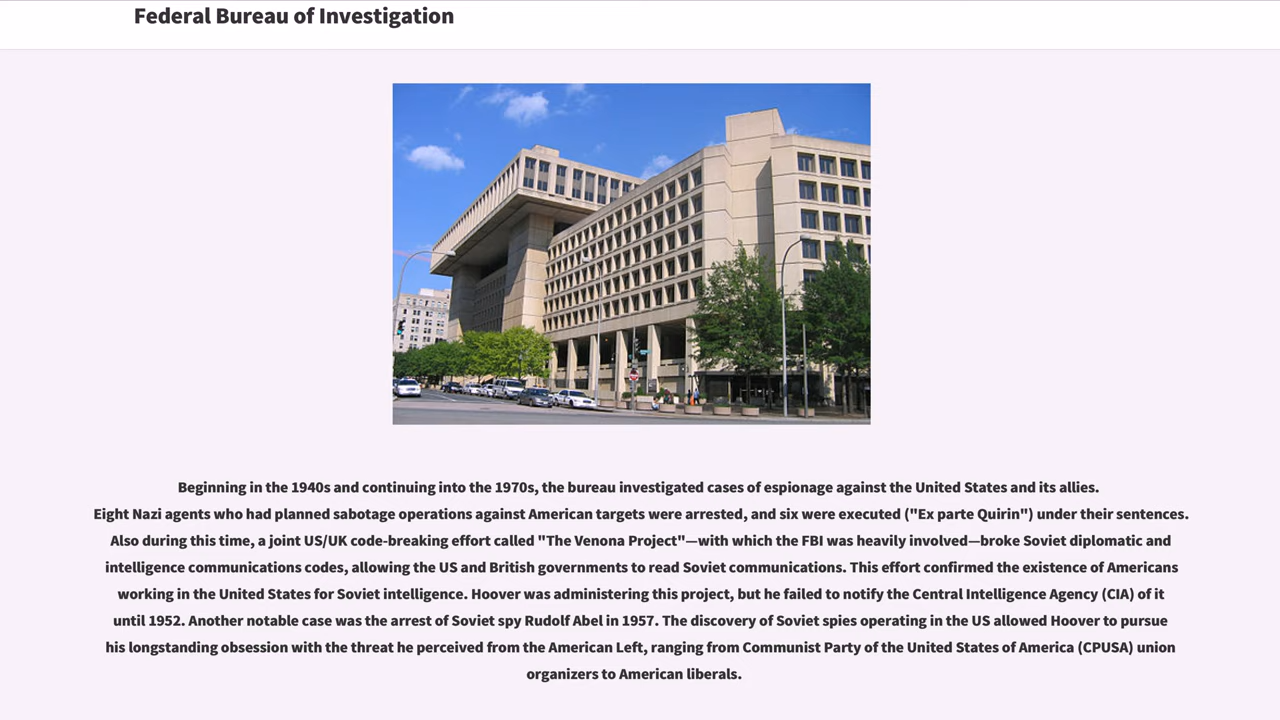 Federal Bureau of Investigation
Beginning in the 1940s and continuing into the 1970s, the bureau investigated cases of espionage against the United States and its allies.
Eight Nazi agents who had planned sabotage operations against American targets were arrested, and six were executed ("Ex parte Quirin") under their sentences.
Also during this time, a joint US/UK code-breaking effort called "The Venona Project"—with which the FBI was heavily involved—broke Soviet diplomatic and
intelligence communications codes, allowing the US and British governments to read Soviet communications. This effort confirmed the existence of Americans
working in the United States for Soviet intelligence. Hoover was administering this project, but he failed to notify the Central Intelligence Agency (CIA) of it
until 1952. Another notable case was the arrest of Soviet spy Rudolf Abel in 1957. The discovery of Soviet spies operating in the US allowed Hoover to pursue
his longstanding obsession with the threat he perceived from the American Left, ranging from Communist Party of the United States of America (CPUSA) union
organizers to American liberals.